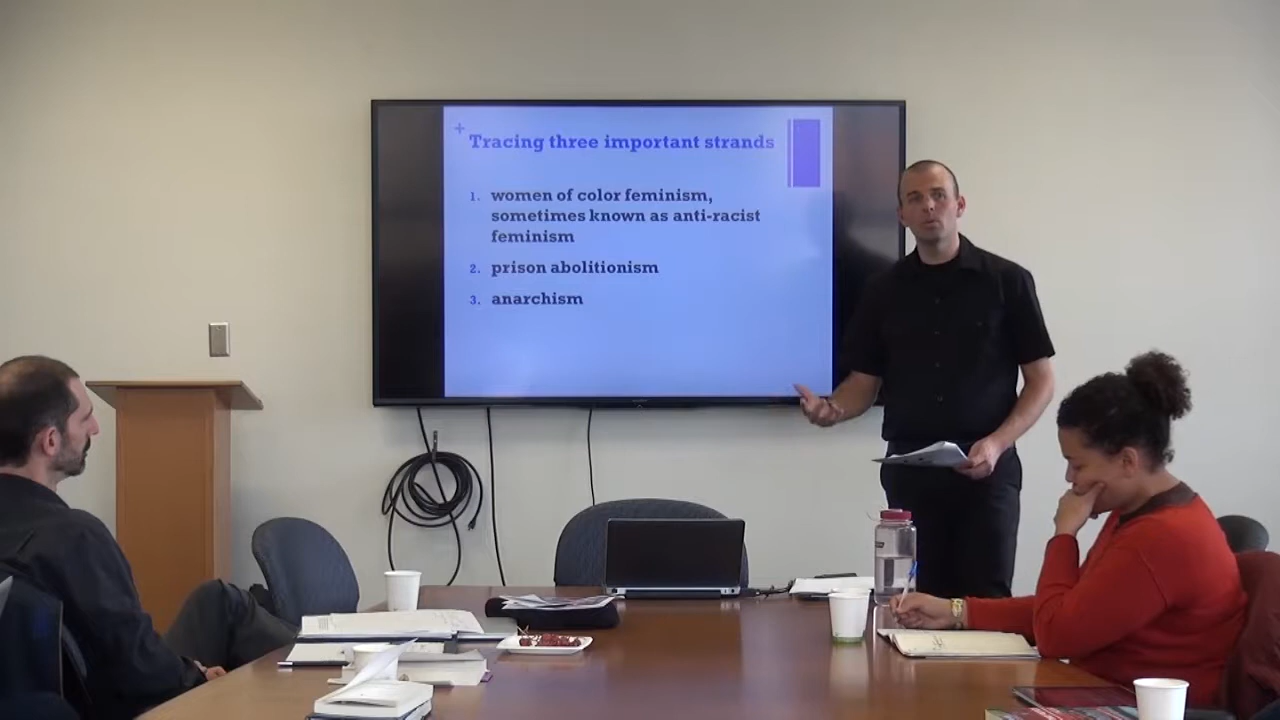 +
Tracing three important strands
1. women of color feminism,
sometimes known as anti-racist
feminism
2. prison abolitionism
3. anarchism